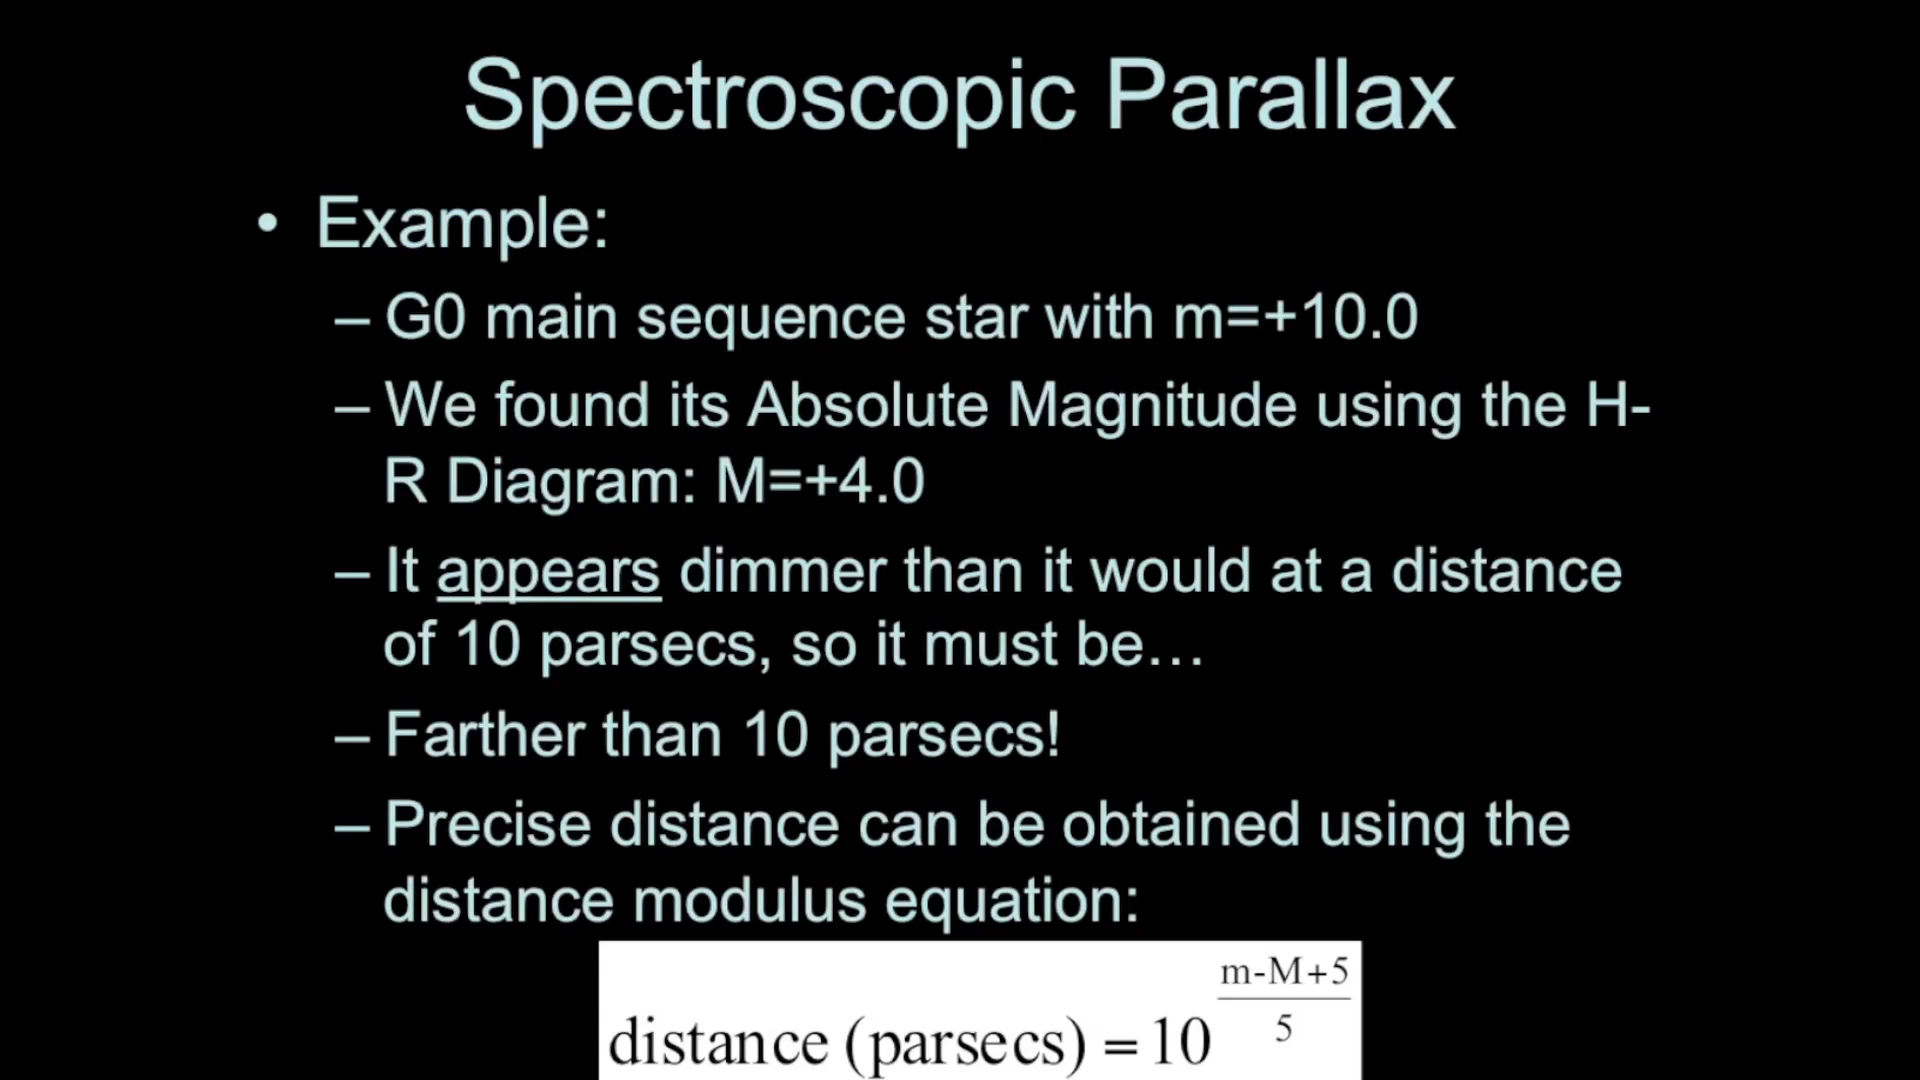 Spectroscopic Parallax
• Example:
– G0 main sequence star with m=+10.0
– We found its Absolute Magnitude using the H-
R Diagram: M=+4.0
– It appears dimmer than it would at a distance
of 10 parsecs, so it must be…
– Farther than 10 parsecs!
– Precise distance can be obtained using the
distance modulus equation:
m-M+5
5
distance (parsecs) = 10